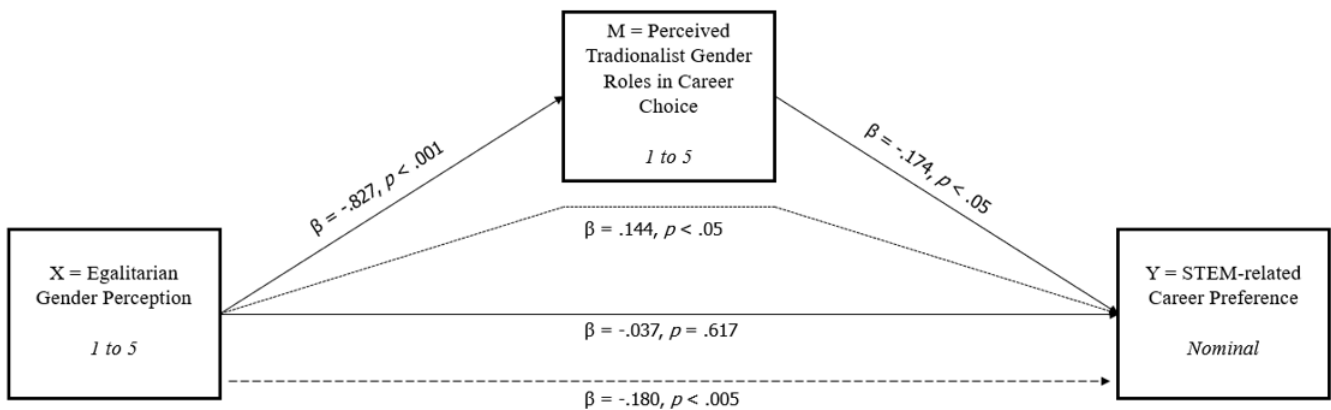 M = Perceived
Tradionalist Gender
Roles in Career
Choice
1 to 5
β = -.827, p < .001
β = -.174, p < .05
β = .144, p < .05
X = Egalitarian
Gender Perception
1 to 5
Y = STEM-related
Career Preference
Nominal
β = -.037, p = .617
β = -.180, p < .005